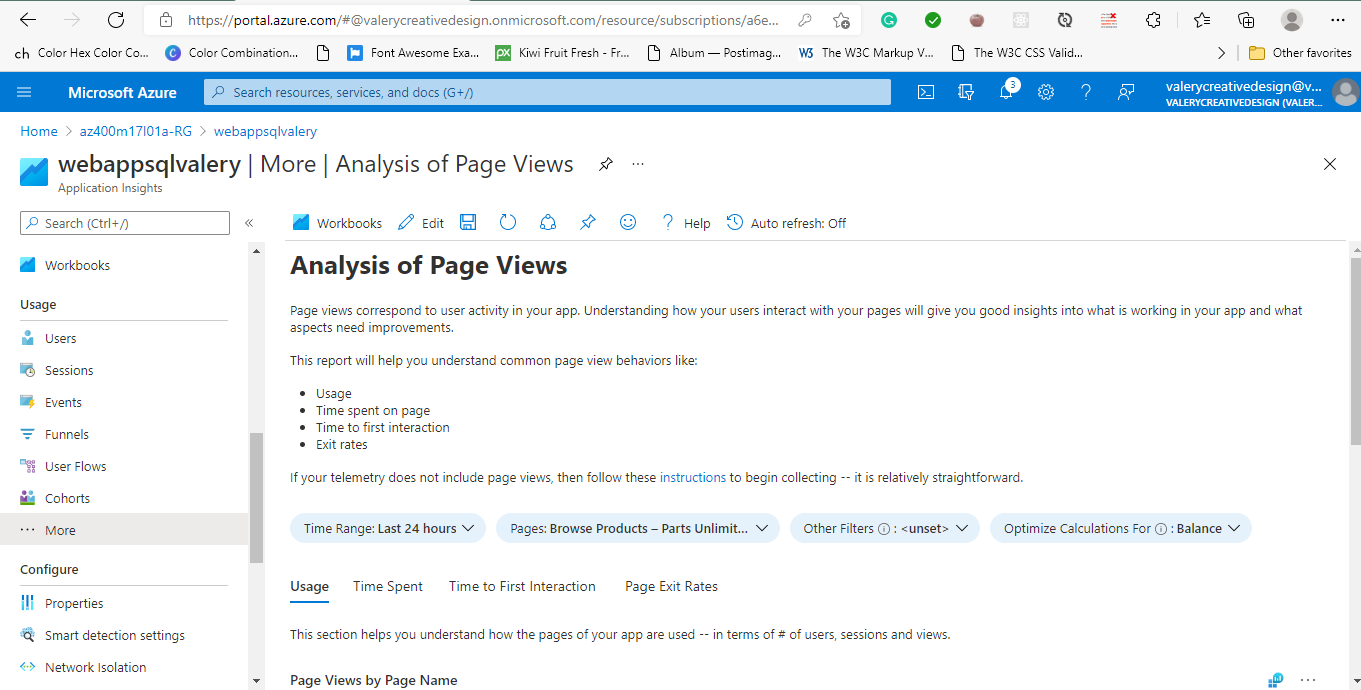 https://portal.azure.com/#@valerycreativedesign.onmicrosoft.com/resource/subscriptions/a6e...
ch Color Hex Color Co... C Color Combination... Font Awesome Exa... px Kiwi Fruit Fresh - Fr... Album — Postimag... W3 The W3C Markup V... The W3C CSS Valid... Other favorites
Microsoft Azure
Search resources, services, and docs (G+/)
3
valerycreativedesign@v...
VALERYCREATIVEDESIGN (VALER...
Home > az400m17l01a-RG > webappsqlvalery
webappsqlvalery | More | Analysis of Page Views ...
Application Insights
Search (Ctrl+/) «
Workbooks
Usage
Users
Sessions
Events
Funnels
User Flows
Cohorts
More
Configure
Properties
Smart detection settings
Network Isolation
Workbooks Edit ? Help Auto refresh: Off
Analysis of Page Views
Page views correspond to user activity in your app. Understanding how your users interact with your pages will give you good insights into what is working in your app and what
aspects need improvements.
This report will help you understand common page view behaviors like:
• Usage
• Time spent on page
• Time to first interaction
• Exit rates
If your telemetry does not include page views, then follow these instructions to begin collecting -- it is relatively straightforward.
Time Range: Last 24 hours Pages: Browse Products – Parts Unlimit... Other Filters ⓘ : <unset> Optimize Calculations For ⓘ : Balance
Usage Time Spent Time to First Interaction Page Exit Rates
This section helps you understand how the pages of your app are used -- in terms of # of users, sessions and views.
Page Views by Page Name ...